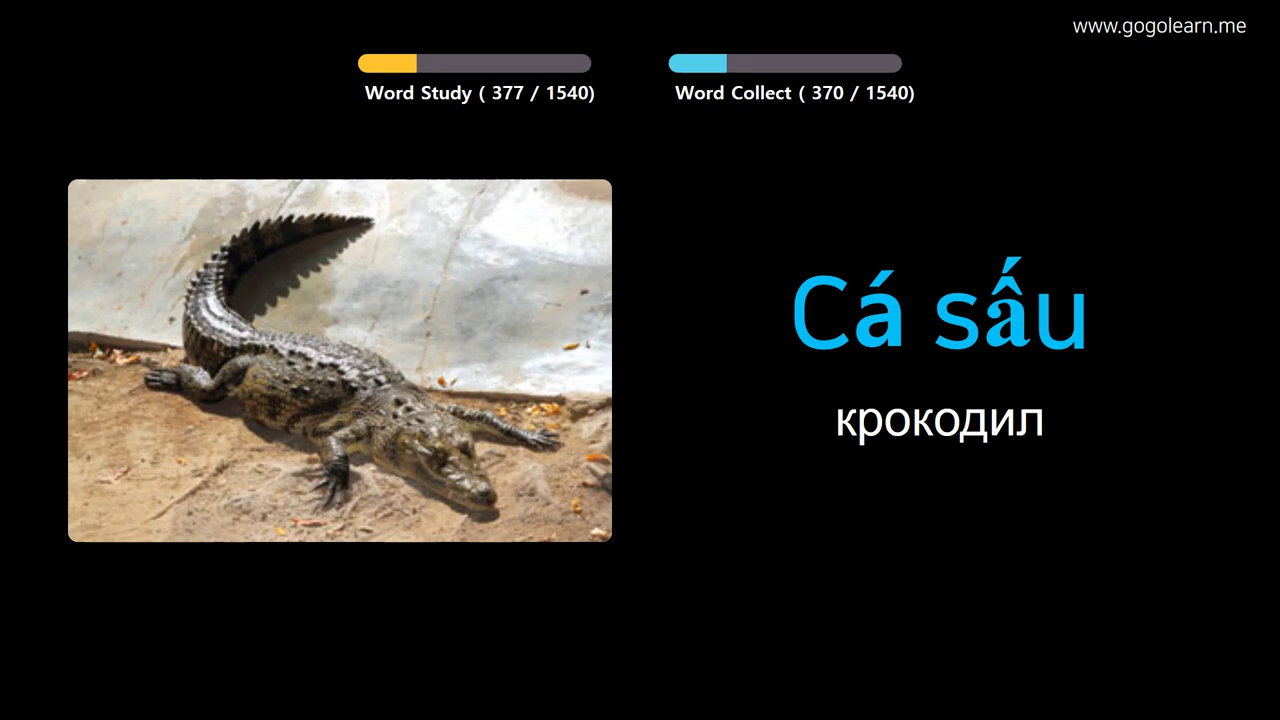 www.gogolearn.me
Word Study ( 377 / 1540)
Word Collect ( 370 / 1540)
Cá sấu
крокодил